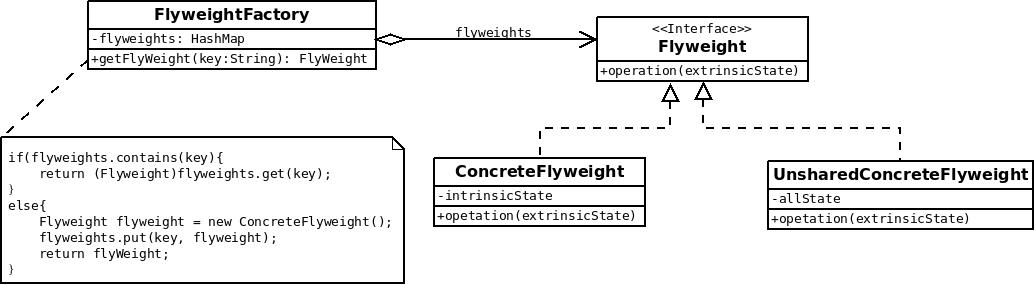 FlyweightFactory
-flyweights: HashMap
+getFlyWeight(key:String): FlyWeight
flyweights
<<Interface>>
Flyweight
+operation(extrinsicState)
if(flyweights.contains(key){
    return (Flyweight)flyweights.get(key);
}
else{
    Flyweight flyweight = new ConcreteFlyweight();
    flyweights.put(key, flyweight);
    return flyWeight;
}
ConcreteFlyweight
-intrinsicState
+opetation(extrinsicState)
UnsharedConcreteFlyweight
-allState
+opetation(extrinsicState)